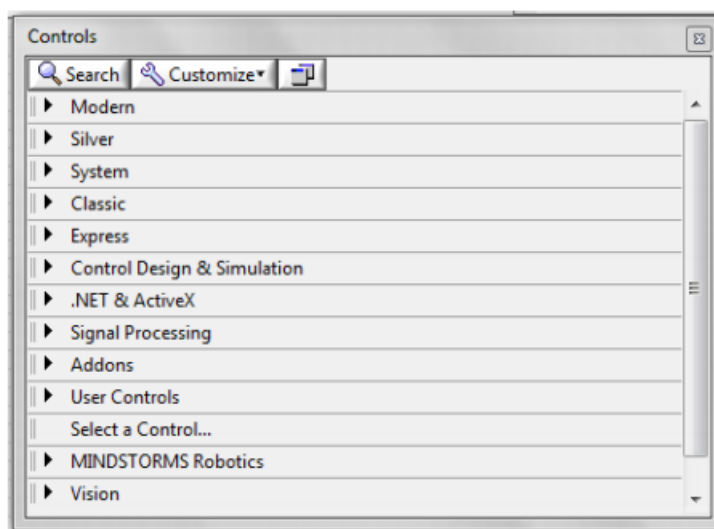 Controls
Search Customize
Modern
Silver
System
Classic
Express
Control Design & Simulation
.NET & ActiveX
Signal Processing
Addons
User Controls
Select a Control...
MINDSTORMS Robotics
Vision